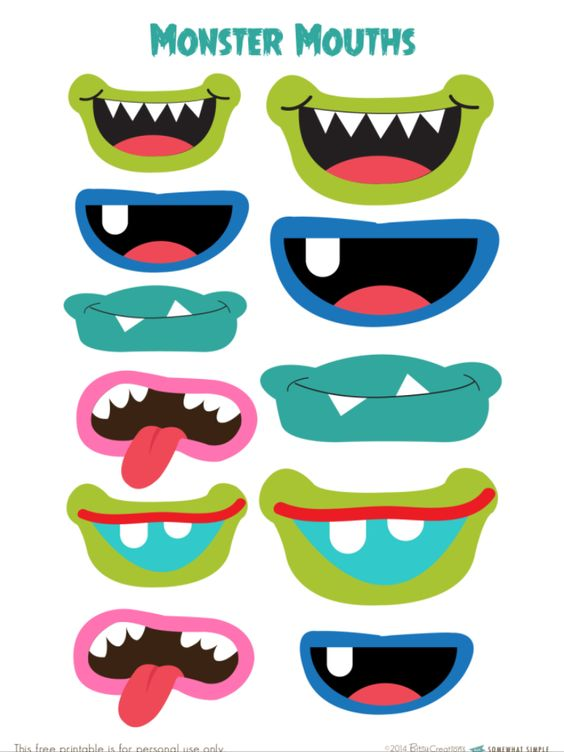 MONSTER MOUTHS
This free printable is for personal use only.
©2014 Bitsy Creations
SOMEWHAT SIMPLE